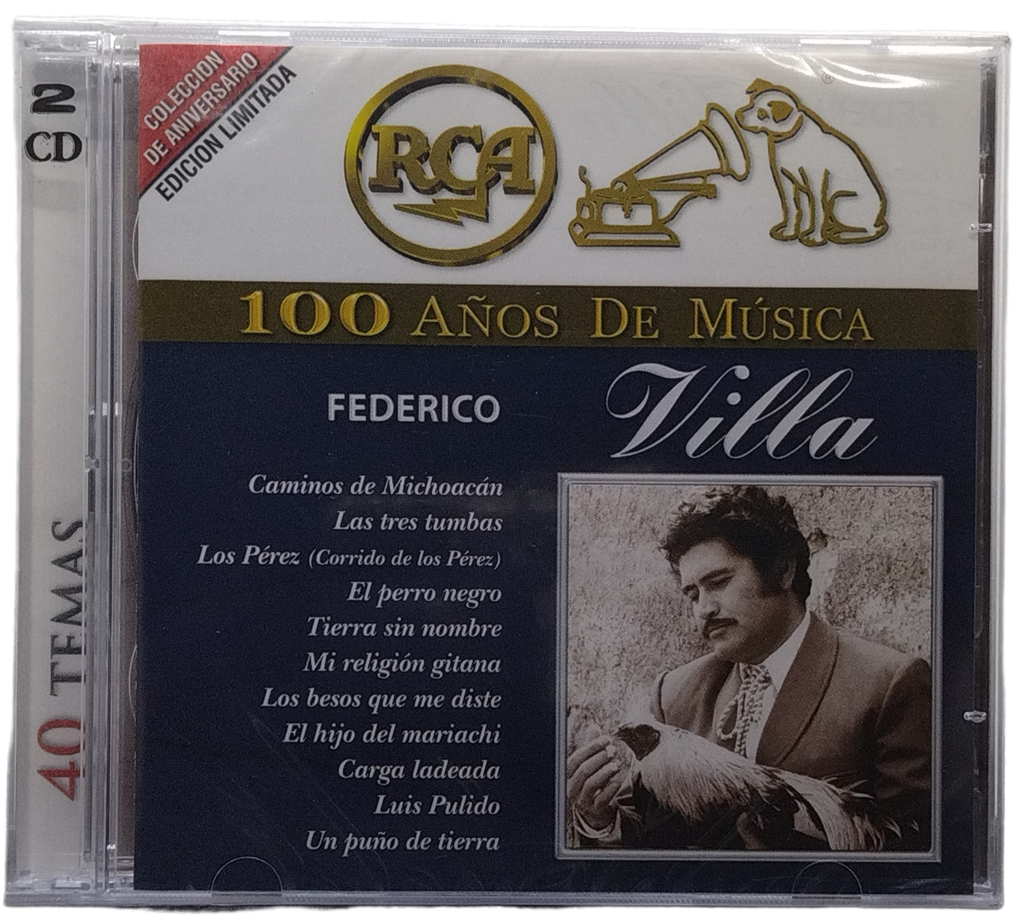 2
CD
40 TEMAS
COLECCION
DE ANIVERSARIO
EDICION LIMITADA
RCA
®
100 AÑOS DE MÚSICA
FEDERICO Villa
Caminos de Michoacán
Las tres tumbas
Los Pérez (Corrido de los Pérez)
El perro negro
Tierra sin nombre
Mi religión gitana
Los besos que me diste
El hijo del mariachi
Carga ladeada
Luis Pulido
Un puño de tierra